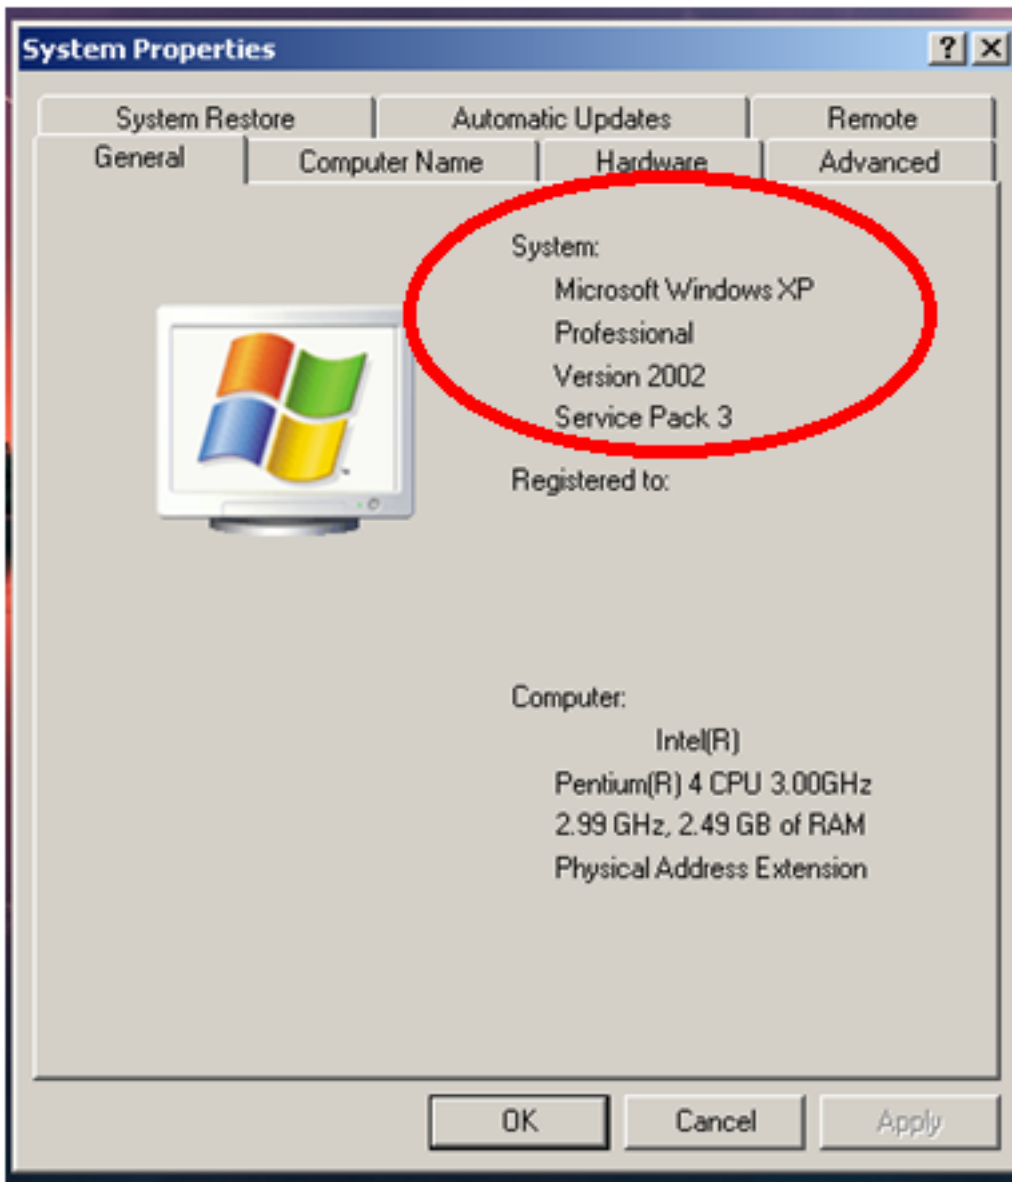 System Properties
System Restore Automatic Updates Remote
General Computer Name Hardware Advanced
System:
Microsoft Windows XP
Professional
Version 2002
Service Pack 3
Registered to:
Computer:
Intel(R)
Pentium(R) 4 CPU 3.00GHz
2.99 GHz, 2.49 GB of RAM
Physical Address Extension
OK Cancel Apply